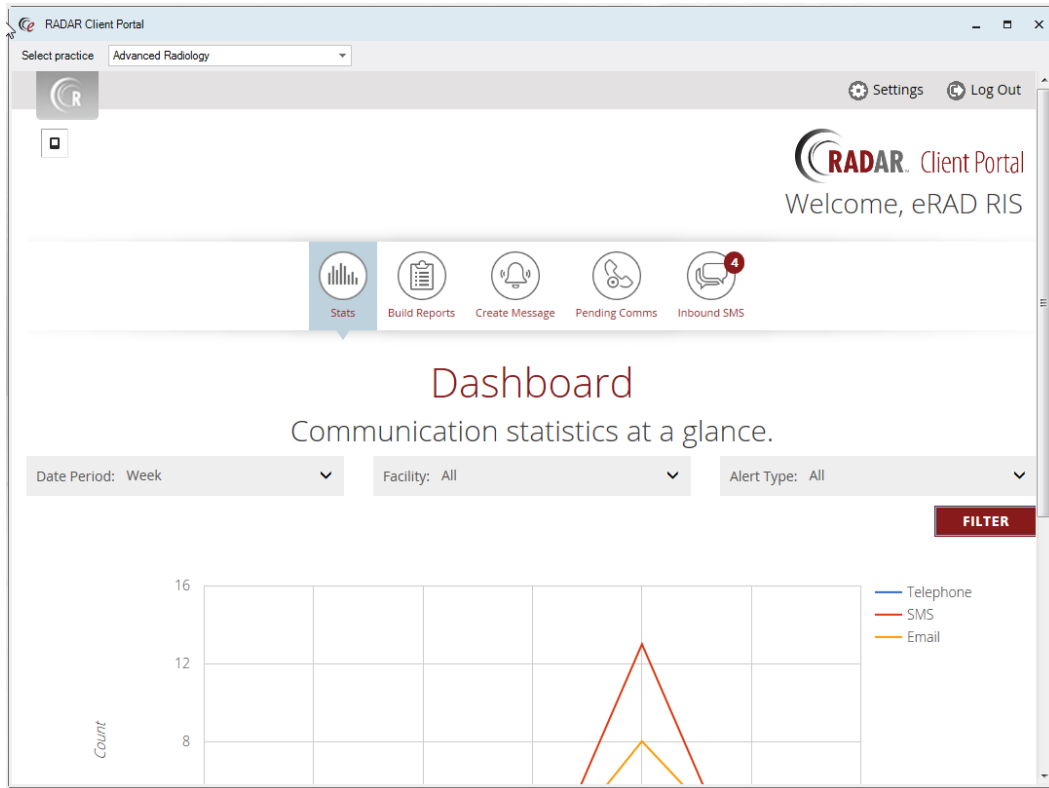 RADAR Client Portal
Select practice Advanced Radiology
R
Settings Log Out
RADAR™ Client Portal
Welcome, eRAD RIS
4
Stats Build Reports Create Message Pending Comms Inbound SMS
Dashboard
Communication statistics at a glance.
Date Period: Week Facility: All Alert Type: All
FILTER
16
Telephone
SMS
Email
12
Count
8